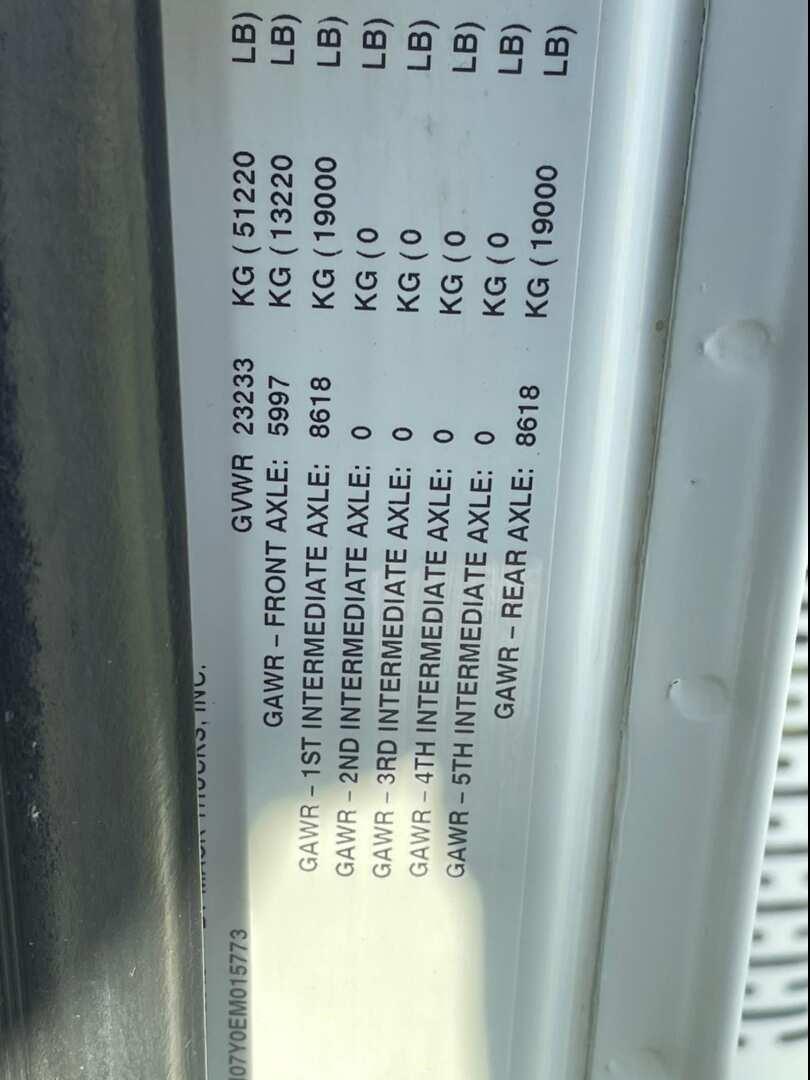 MACK TRUCKS, INC.
07Y0EM015773
GVWR 23233 KG (51220 LB)
GAWR – FRONT AXLE: 5997 KG (13220 LB)
GAWR – 1ST INTERMEDIATE AXLE: 8618 KG (19000 LB)
GAWR – 2ND INTERMEDIATE AXLE: 0 KG (0 LB)
GAWR – 3RD INTERMEDIATE AXLE: 0 KG (0 LB)
GAWR – 4TH INTERMEDIATE AXLE: 0 KG (0 LB)
GAWR – 5TH INTERMEDIATE AXLE: 0 KG (0 LB)
GAWR – REAR AXLE: 8618 KG (19000 LB)